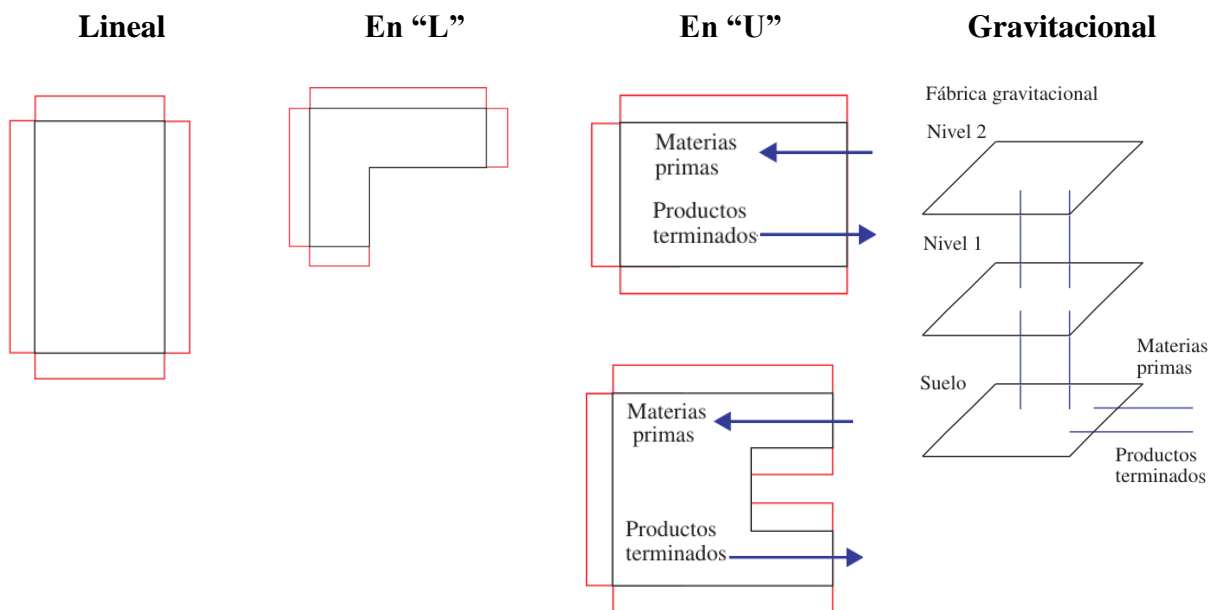 Lineal
En “L”
En “U”
Gravitacional
Materias
primas
Productos
terminados
Materias
primas
Productos
terminados
Fábrica gravitacional
Nivel 2
Nivel 1
Suelo
Materias
primas
Productos
terminados